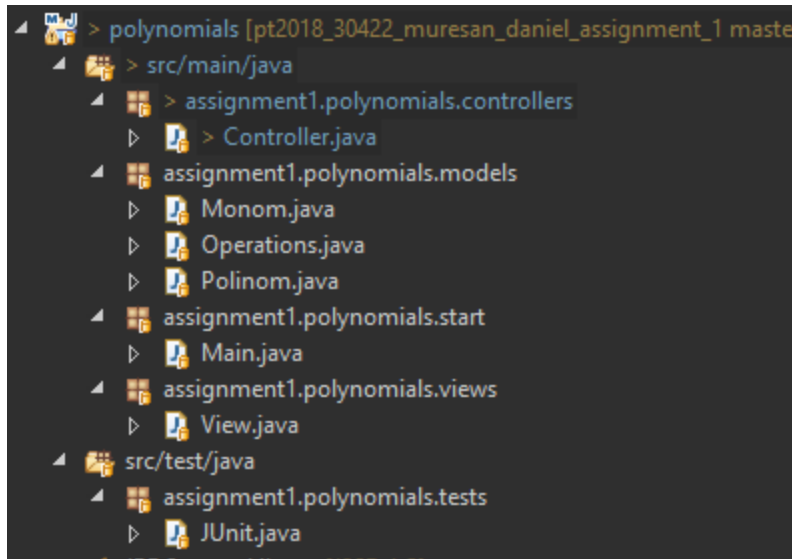 > polynomials [pt2018_30422_muresan_daniel_assignment_1 maste
> src/main/java
> assignment1.polynomials.controllers
> Controller.java
assignment1.polynomials.models
Monom.java
Operations.java
Polinom.java
assignment1.polynomials.start
Main.java
assignment1.polynomials.views
View.java
src/test/java
assignment1.polynomials.tests
JUnit.java